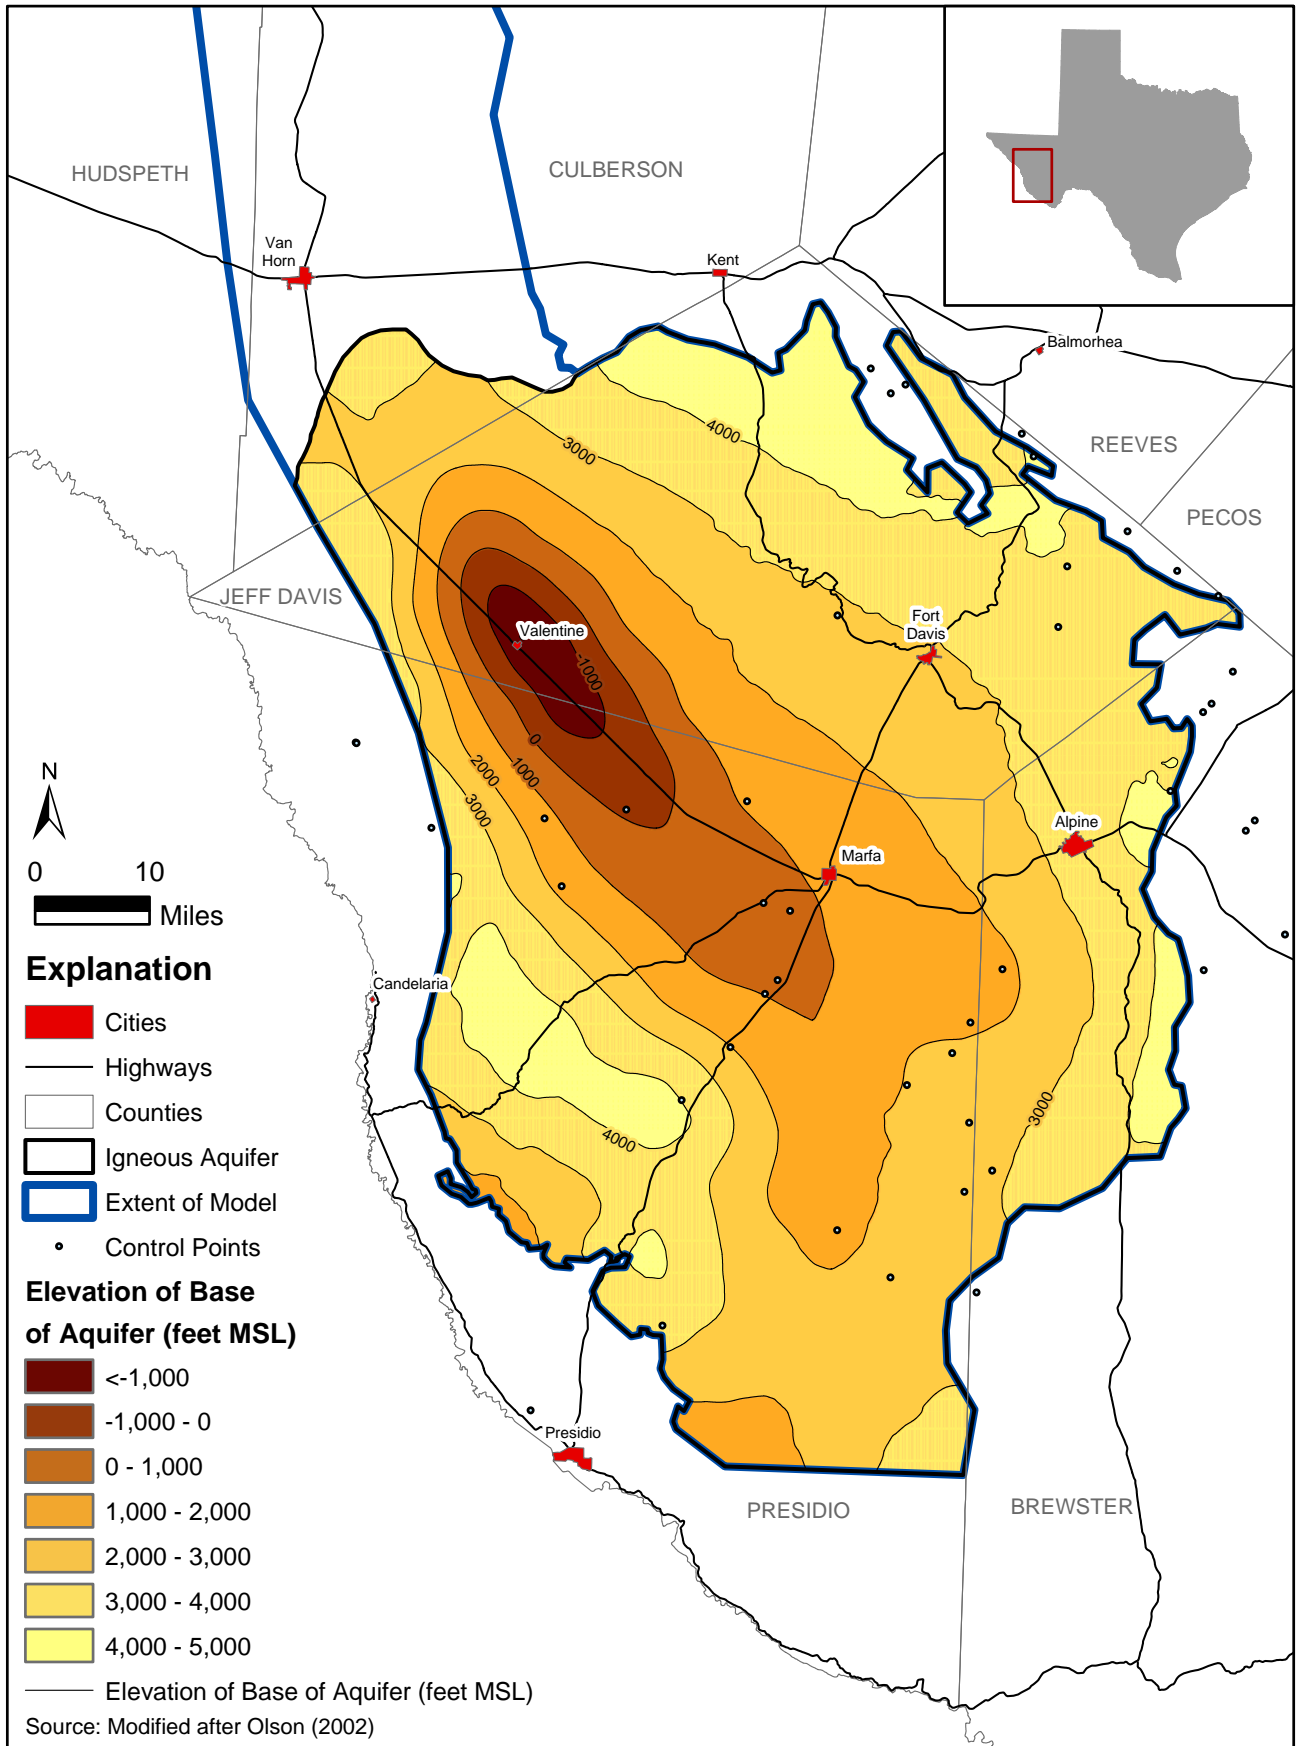 HUDSPETH
CULBERSON
Van
Horn
Kent
Balmorhea
4000
3000
REEVES
PECOS
JEFF DAVIS
Fort
Davis
Valentine
-1000
0
1000
2000
3000
N
Alpine
Marfa
0 10
Miles
Explanation
Candelaria
Cities
Highways
Counties
Igneous Aquifer
Extent of Model
Control Points
4000
3000
Elevation of Base
of Aquifer (feet MSL)
<-1,000
-1,000 - 0
0 - 1,000
1,000 - 2,000
2,000 - 3,000
3,000 - 4,000
4,000 - 5,000
Presidio
PRESIDIO
BREWSTER
Elevation of Base of Aquifer (feet MSL)
Source: Modified after Olson (2002)